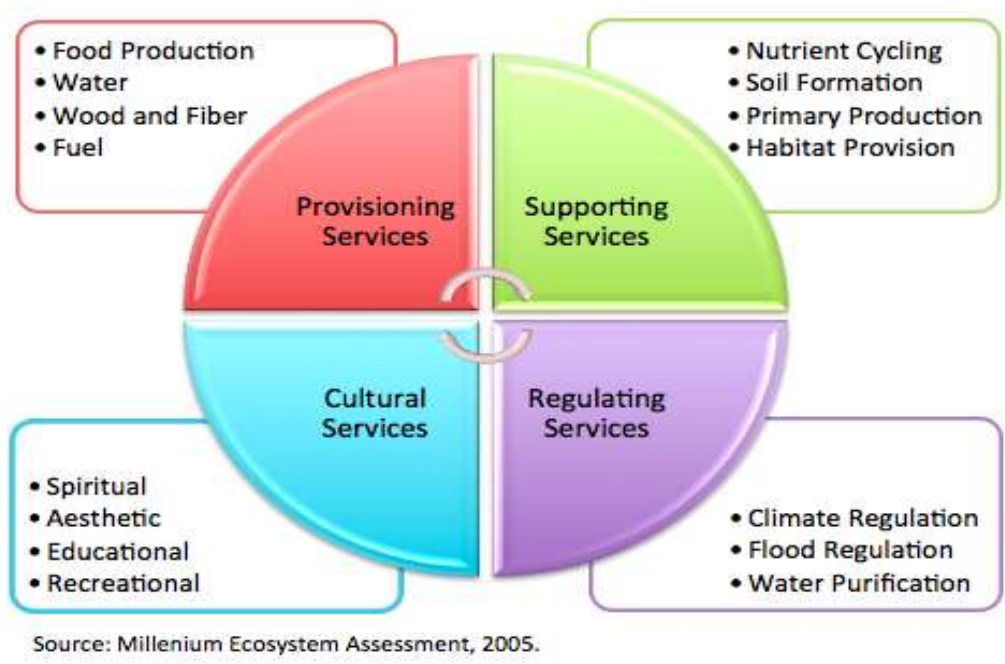 • Food Production
• Water
• Wood and Fiber
• Fuel
• Nutrient Cycling
• Soil Formation
• Primary Production
• Habitat Provision
Provisioning
Services
Supporting
Services
Cultural
Services
Regulating
Services
• Spiritual
• Aesthetic
• Educational
• Recreational
• Climate Regulation
• Flood Regulation
• Water Purification
Source: Millenium Ecosystem Assessment, 2005.